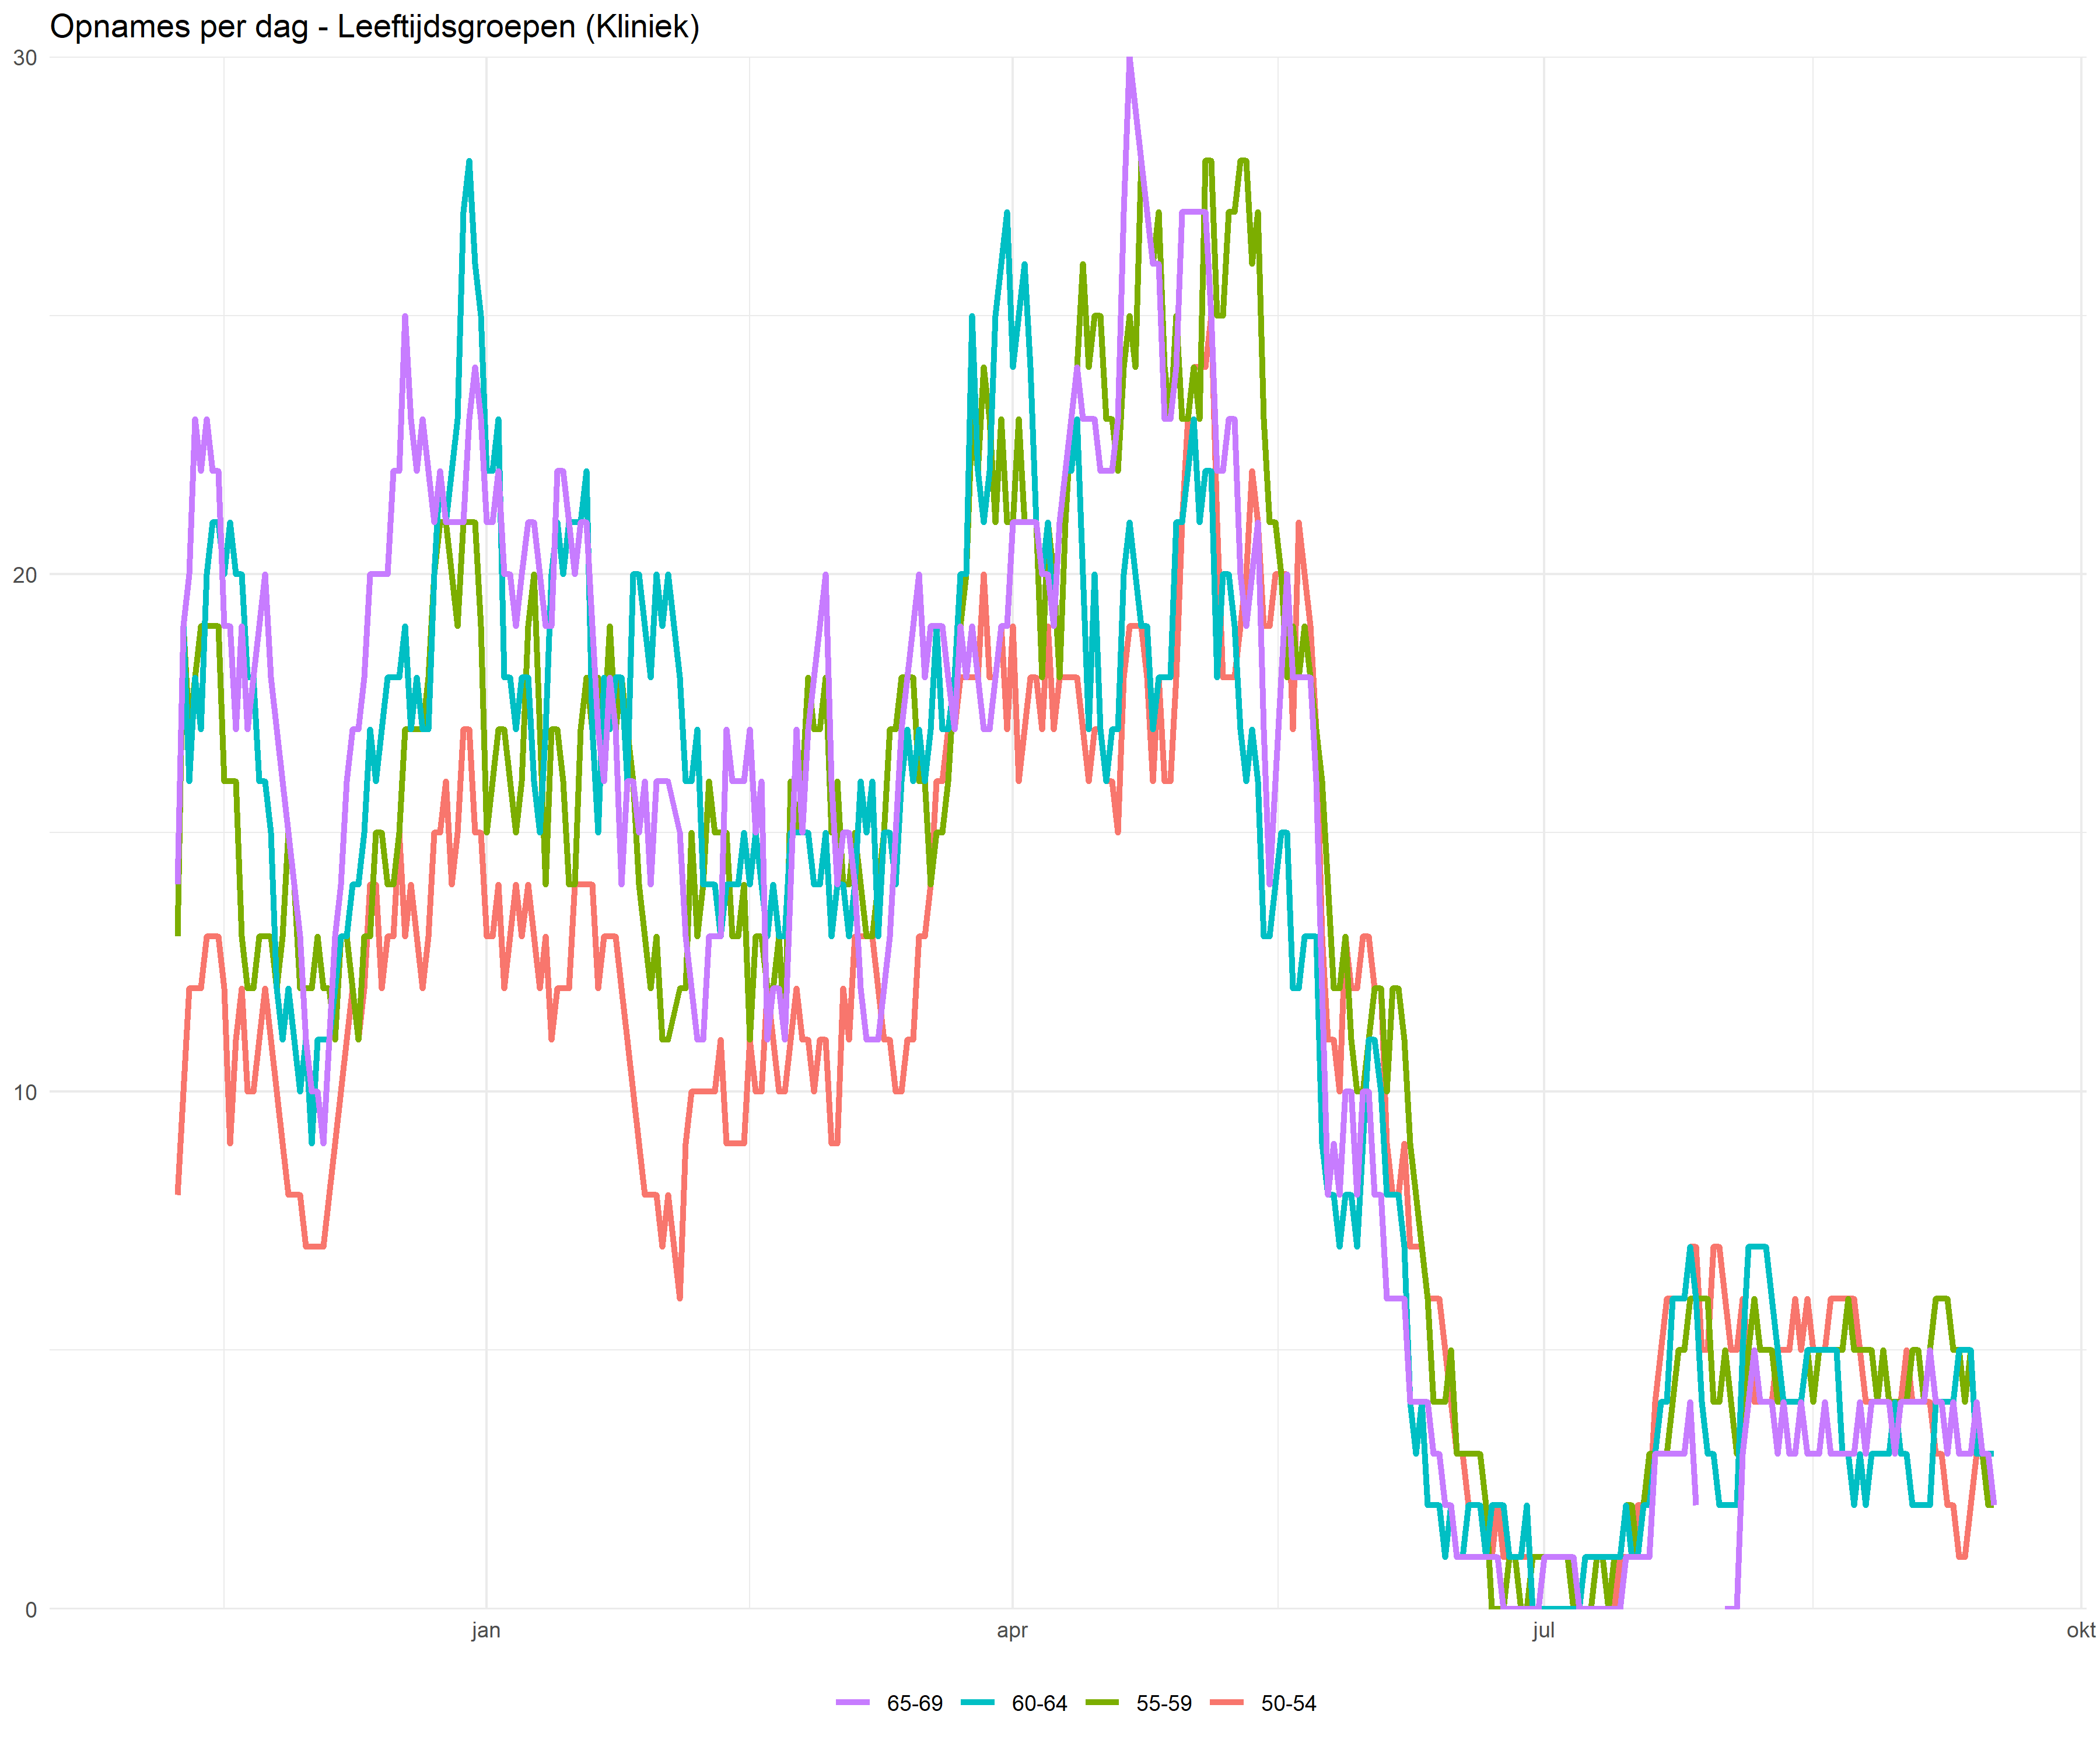 Opnames per dag - Leeftijdsgroepen (Kliniek)
30
20
10
0
jan apr jul okt
65-69 60-64 55-59 50-54